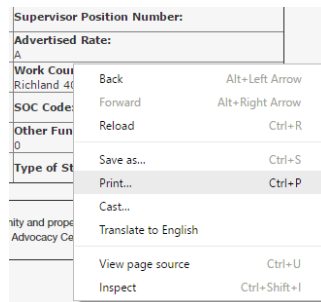 Supervisor Position Number:
Advertised Rate:
A
Work Cou
Richland 40
SOC Code:
Other Fun
0
Type of St
nity and prope
Advocacy Ce
Back Alt+Left Arrow
Forward Alt+Right Arrow
Reload Ctrl+R
Save as... Ctrl+S
Print... Ctrl+P
Cast...
Translate to English
View page source Ctrl+U
Inspect Ctrl+Shift+I